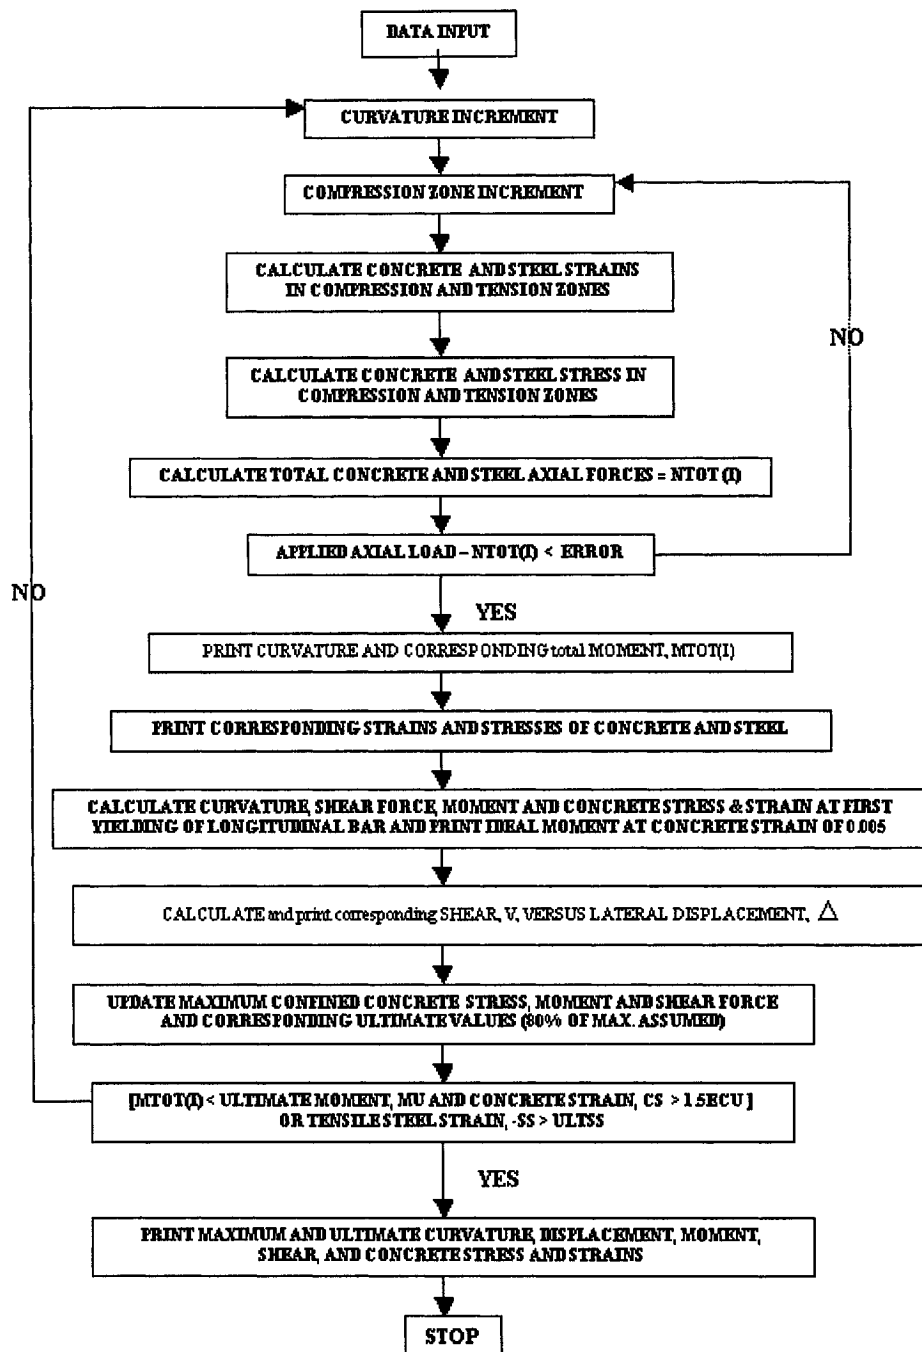 DATA INPUT
CURVATURE INCREMENT
COMPRESSION ZONE INCREMENT
CALCULATE CONCRETE AND STEEL STRAINS
IN COMPRESSION AND TENSION ZONES
NO
CALCULATE CONCRETE AND STEEL STRESS IN
COMPRESSION AND TENSION ZONES
CALCULATE TOTAL CONCRETE AND STEEL AXIAL FORCES = NTOT (I)
APPLIED AXIAL LOAD – NTOT(I) < ERROR
NO
YES
PRINT CURVATURE AND CORRESPONDING total MOMENT, MTOT(I)
PRINT CORRESPONDING STRAINS AND STRESSES OF CONCRETE AND STEEL
CALCULATE CURVATURE, SHEAR FORCE, MOMENT AND CONCRETE STRESS & STRAIN AT FIRST
YIELDING OF LONGITUDINAL BAR AND PRINT IDEAL MOMENT AT CONCRETE STRAIN OF 0.005
CALCULATE and print corresponding SHEAR, V, VERSUS LATERAL DISPLACEMENT, △
UPDATE MAXIMUM CONFINED CONCRETE STRESS, MOMENT AND SHEAR FORCE
AND CORRESPONDING ULTIMATE VALUES (80% OF MAX. ASSUMED)
[MTOT(I) < ULTIMATE MOMENT, MU AND CONCRETE STRAIN, CS > 1.5ECU ]
OR TENSILE STEEL STRAIN, -SS > ULTSS
YES
PRINT MAXIMUM AND ULTIMATE CURVATURE, DISPLACEMENT, MOMENT,
SHEAR, AND CONCRETE STRESS AND STRAINS
STOP